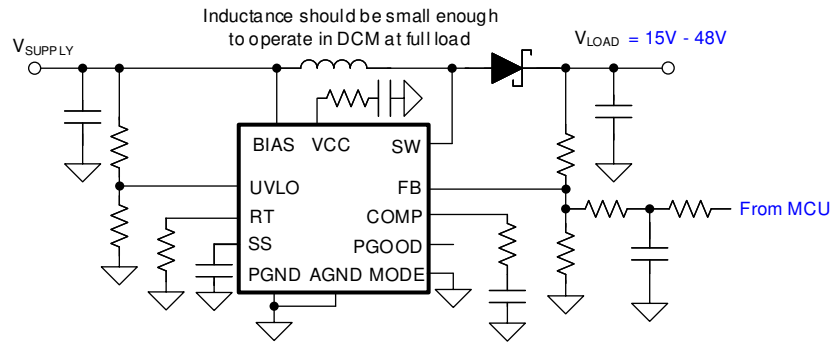 Inductance should be small enough
to operate in DCM at full load
VSUPPLY
VLOAD = 15V - 48V
BIAS VCC SW
UVLO FB
RT COMP
SS PGOOD
PGND AGND MODE
From MCU